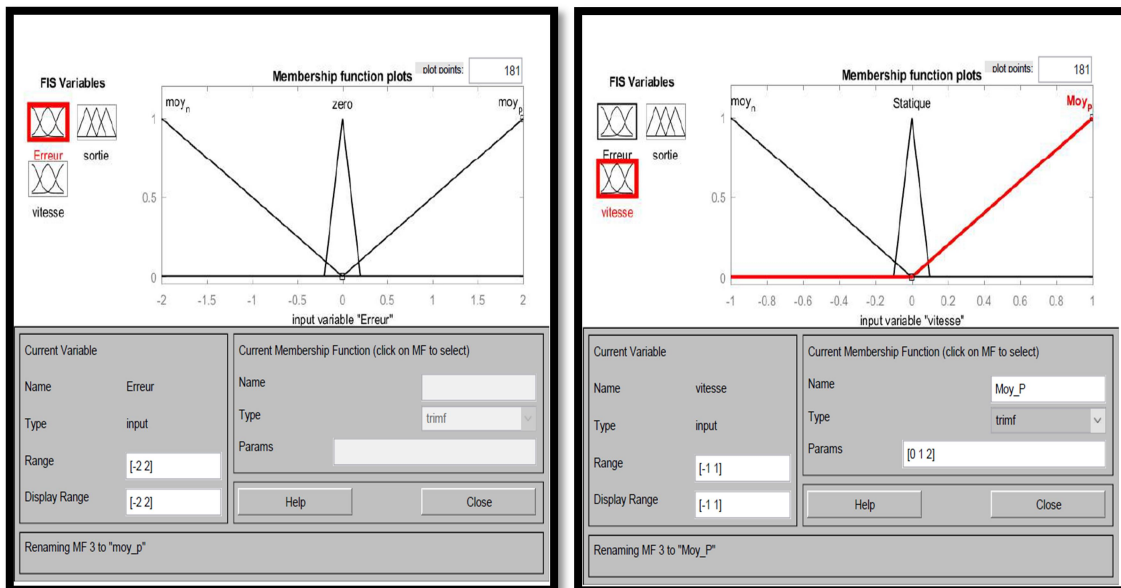 plot points: 181
FIS Variables
Membership function plots
moy_n
zero
moy_p
Erreur
sortie
vitesse
1
0.5
0
-2 -1.5 -1 -0.5 0 0.5 1 1.5 2
input variable "Erreur"
Current Variable
Name Erreur
Type input
Range [-2 2]
Display Range [-2 2]
Current Membership Function (click on MF to select)
Name
Type trimf
Params
Help Close
Renaming MF 3 to "moy_p"
plot points: 181
FIS Variables
Membership function plots
moy_n
Statique
Moy_P
Erreur
sortie
vitesse
1
0.5
0
-1 -0.8 -0.6 -0.4 -0.2 0 0.2 0.4 0.6 0.8 1
input variable "vitesse"
Current Variable
Name vitesse
Type input
Range [-1 1]
Display Range [-1 1]
Current Membership Function (click on MF to select)
Name Moy_P
Type trimf
Params [0 1 2]
Help Close
Renaming MF 3 to "Moy_P"